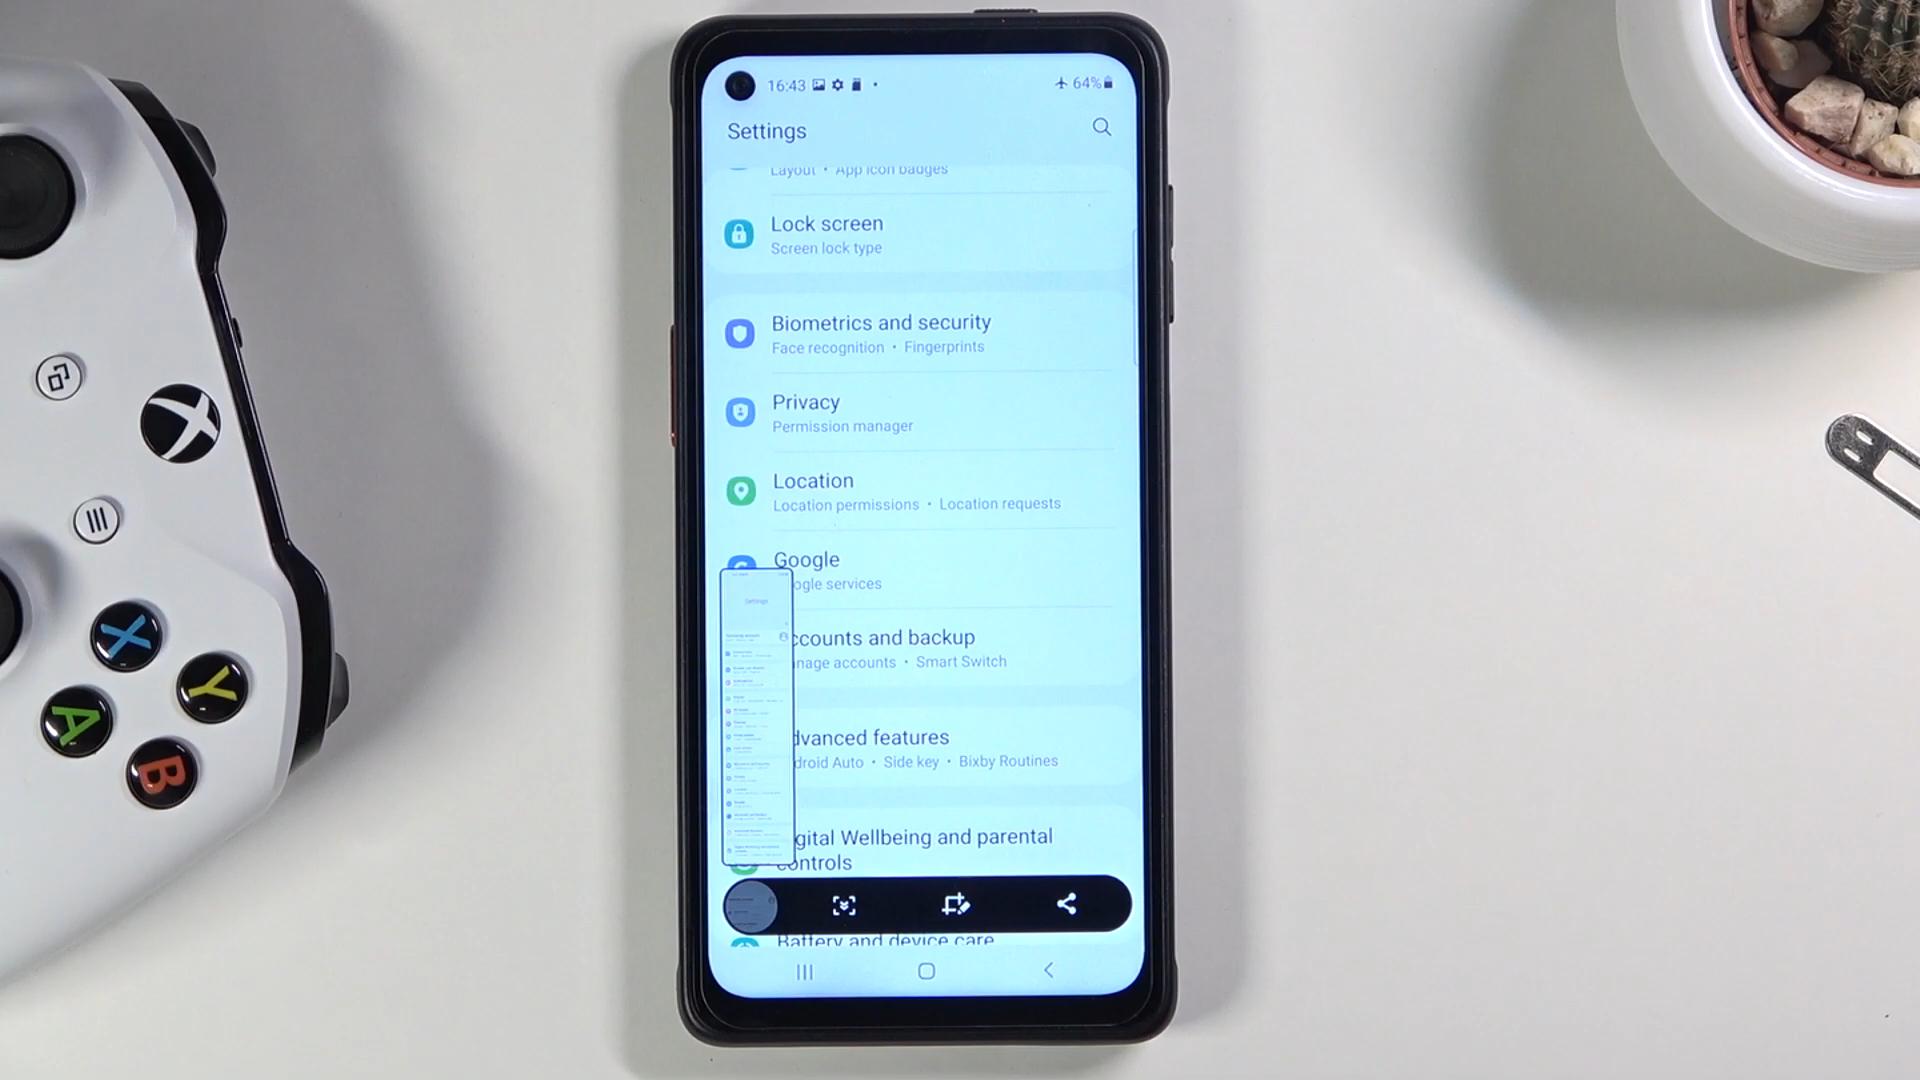 16:43
64%
Settings
Layout • App icon badges
Lock screen
Screen lock type
Biometrics and security
Face recognition • Fingerprints
Privacy
Permission manager
Location
Location permissions • Location requests
Google
ogle services
ccounts and backup
nage accounts • Smart Switch
Settings
dvanced features
droid Auto • Side key • Bixby Routines
gital Wellbeing and parental
controls
Battery and device care
X
Y
A
B